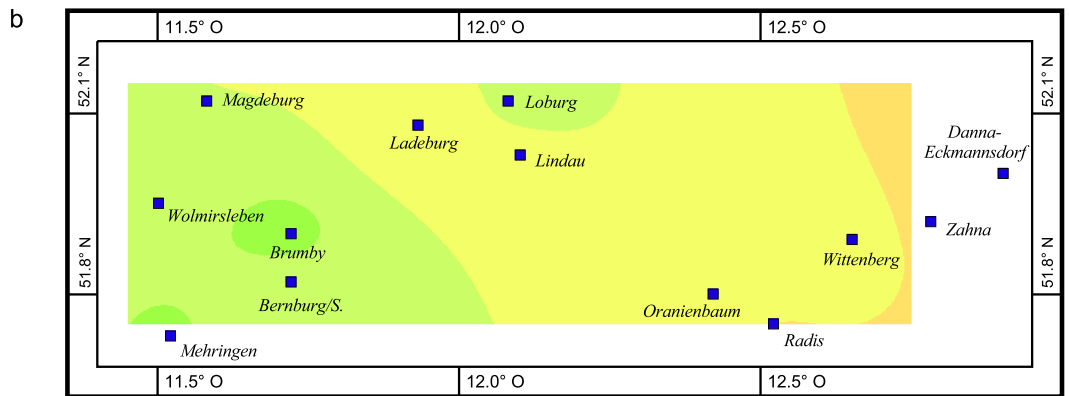 b
11.5° O 12.0° O 12.5° O
52.1° N
52.1° N
Magdeburg
Loburg
Ladeburg
Lindau
Danna-
Eckmannsdorf
Wolmirsleben
Brumby
Zahna
Wittenberg
51.8° N
51.8° N
Bernburg/S.
Oranienbaum
Radis
Mehringen
11.5° O 12.0° O 12.5° O